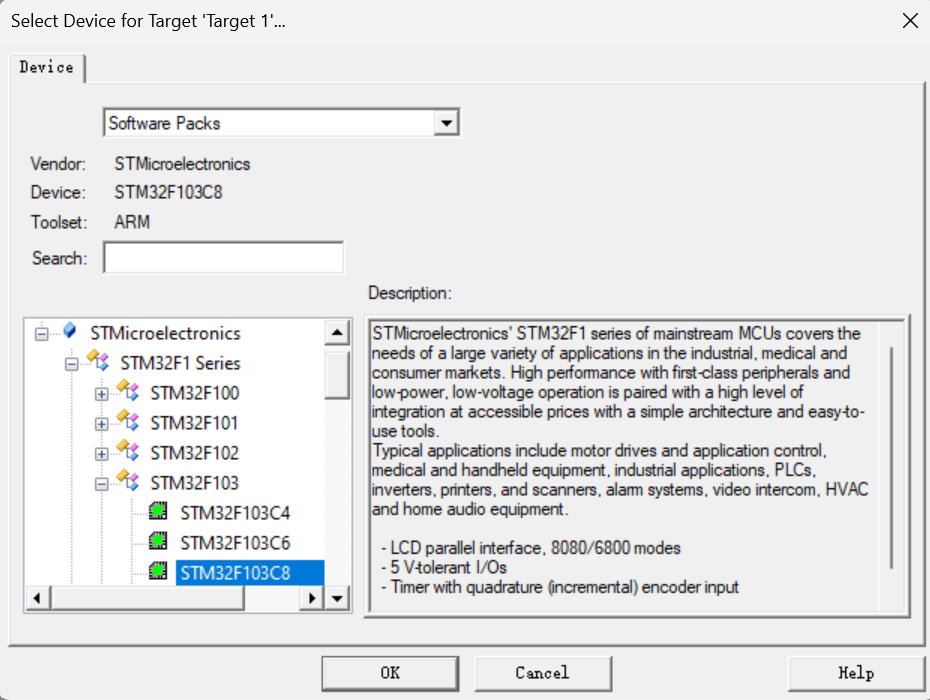 Select Device for Target 'Target 1'...
Device
Software Packs
Vendor: STMicroelectronics
Device: STM32F103C8
Toolset: ARM
Search:
Description:
STMicroelectronics
STM32F1 Series
STM32F100
STM32F101
STM32F102
STM32F103
STM32F103C4
STM32F103C6
STM32F103C8
STMicroelectronics' STM32F1 series of mainstream MCUs covers the
needs of a large variety of applications in the industrial, medical and
consumer markets. High performance with first-class peripherals and
low-power, low-voltage operation is paired with a high level of
integration at accessible prices with a simple architecture and easy-to-
use tools.
Typical applications include motor drives and application control,
medical and handheld equipment, industrial applications, PLCs,
inverters, printers, and scanners, alarm systems, video intercom, HVAC
and home audio equipment.
- LCD parallel interface, 8080/6800 modes
- 5 V-tolerant I/Os
- Timer with quadrature (incremental) encoder input
OK
Cancel
Help